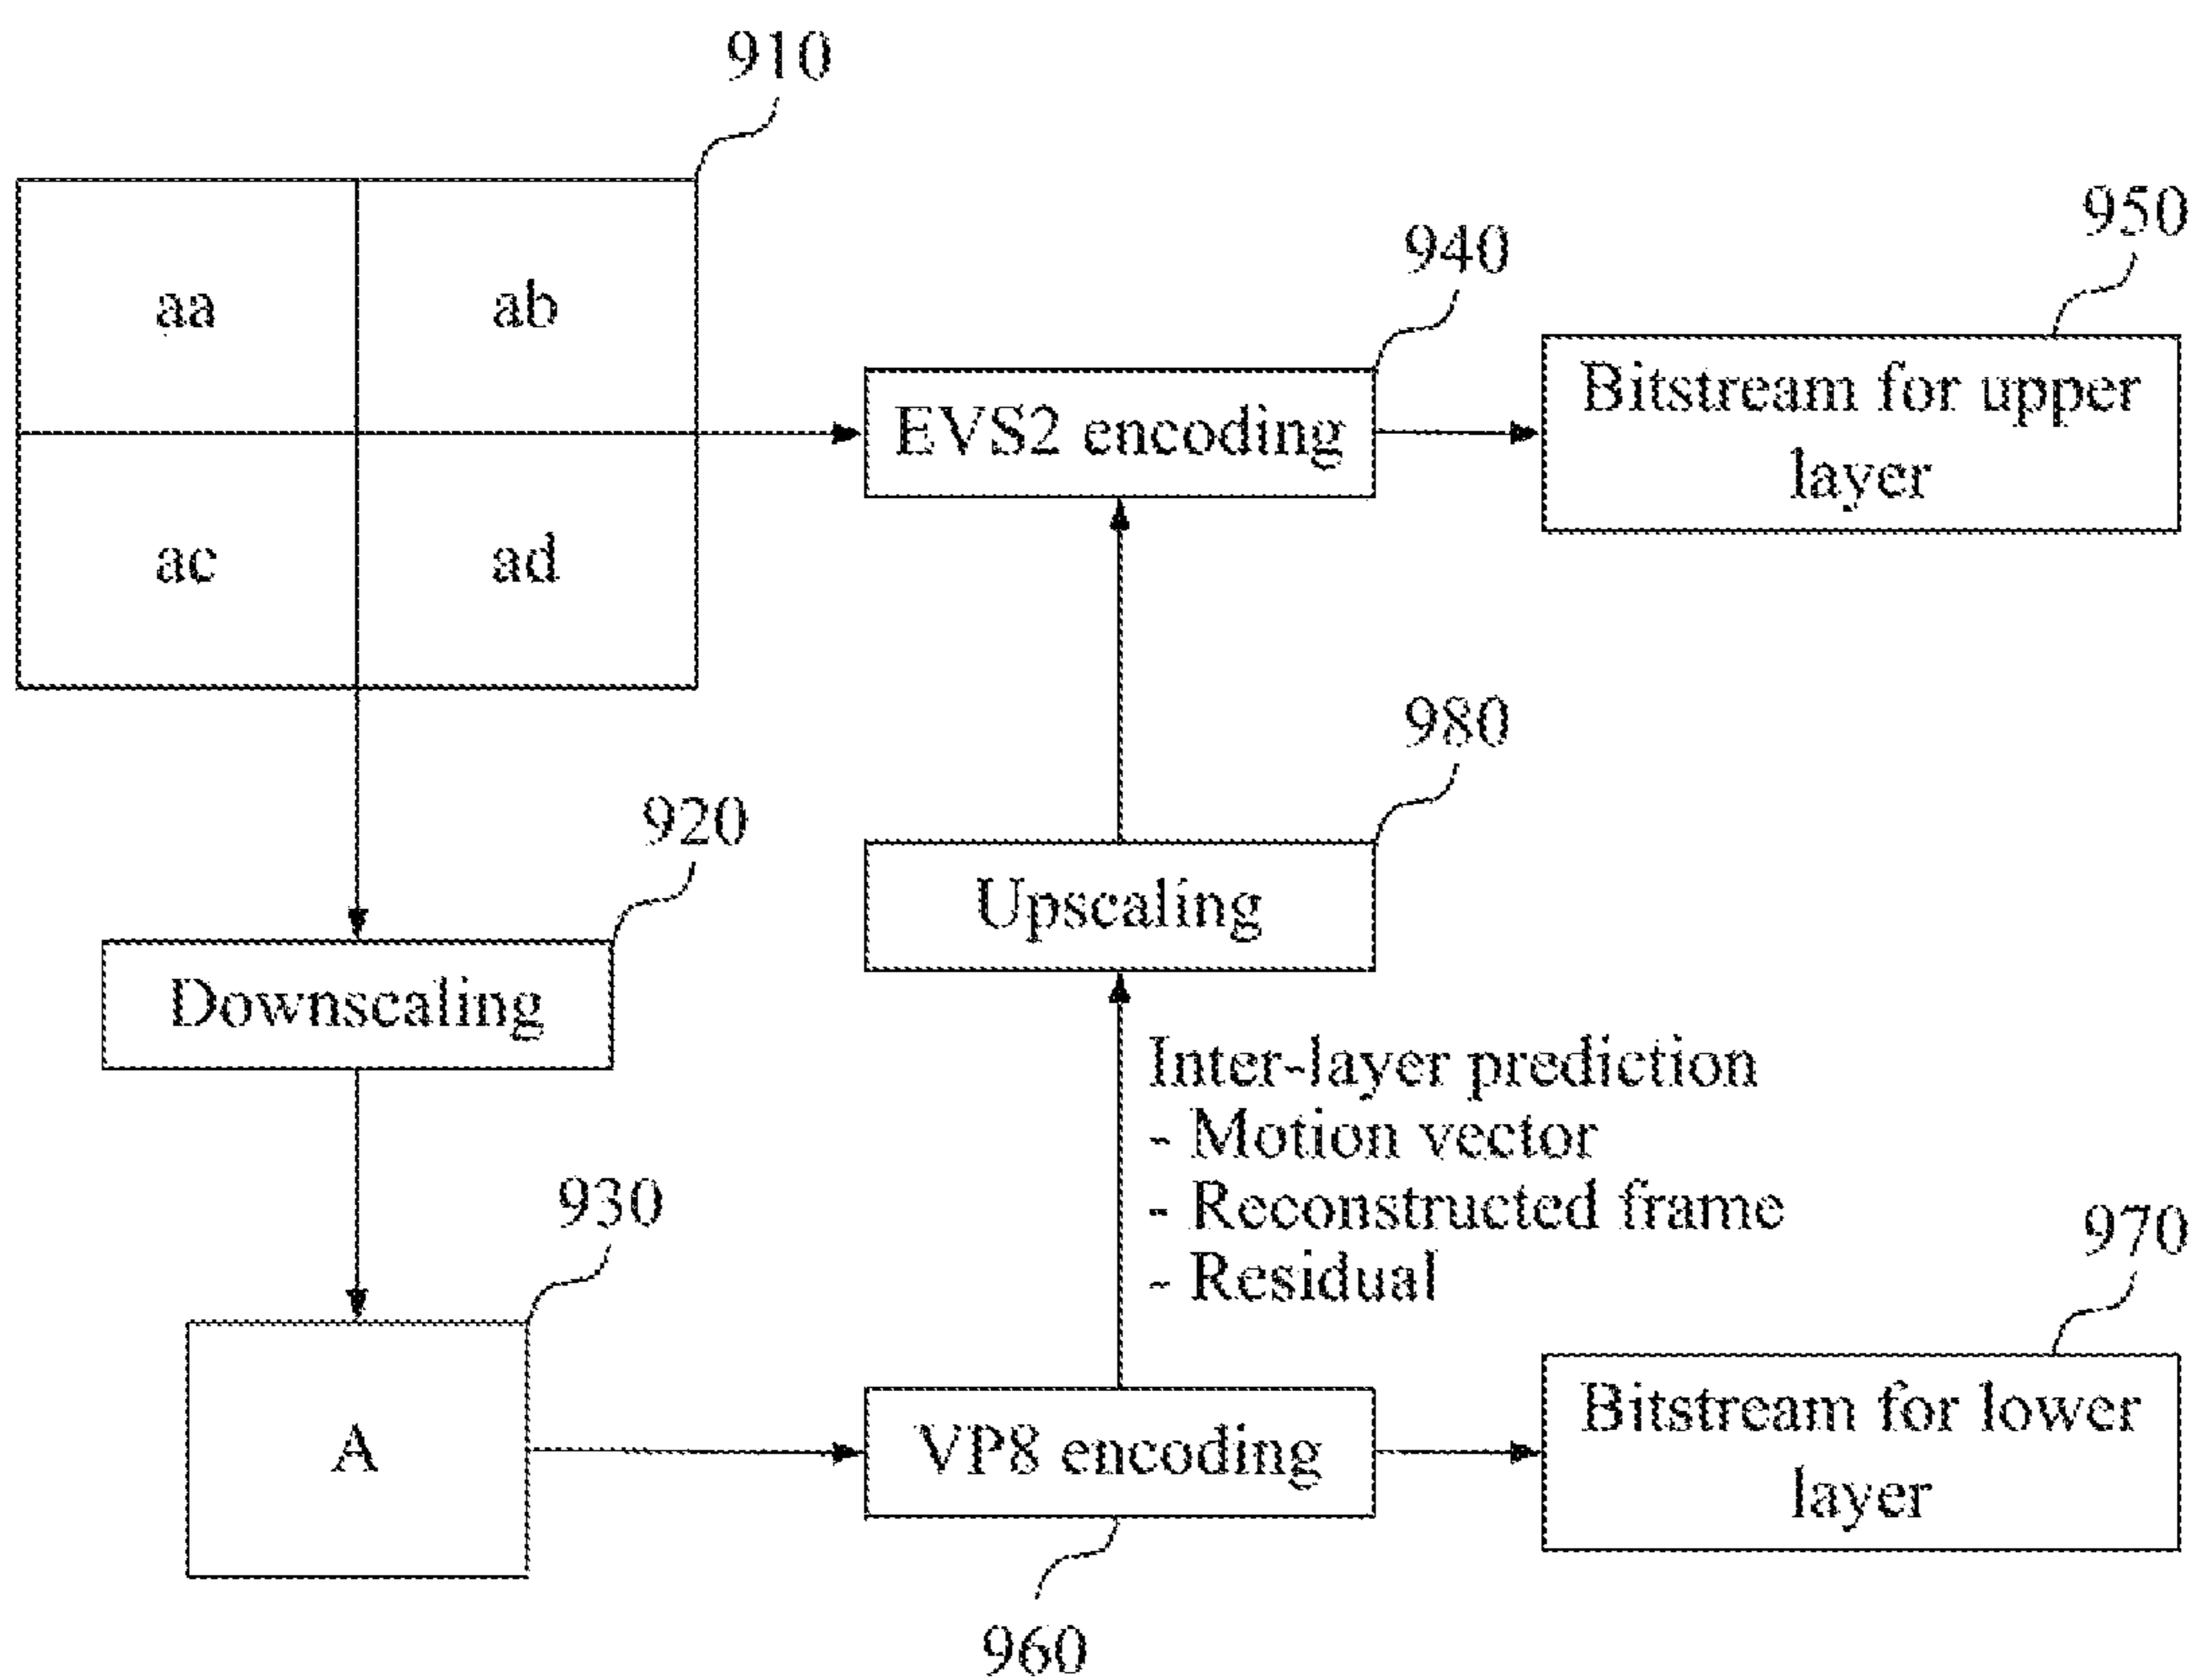 910
aa
ab
ac
ad
940
950
EVS2 encoding
Bitstream for upper
layer
920
980
Downscaling
Upscaling
Inter-layer prediction
- Motion vector
- Reconstructed frame
- Residual
930
970
A
VP8 encoding
Bitstream for lower
layer
960